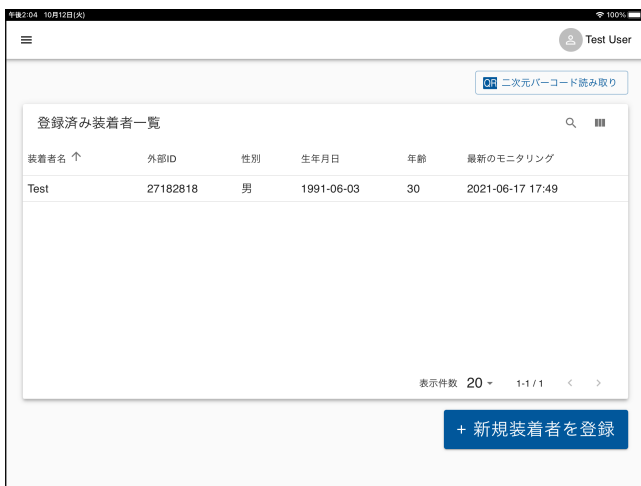 午後2:04 10月12日(火) 100%
Test User
QR 二次元バーコード読み取り
登録済み装着者一覧
装着者名 外部ID 性別 生年月日 年齢 最新のモニタリング
Test 27182818 男 1991-06-03 30 2021-06-17 17:49
表示件数 20 1-1 / 1
+ 新規装着者を登録